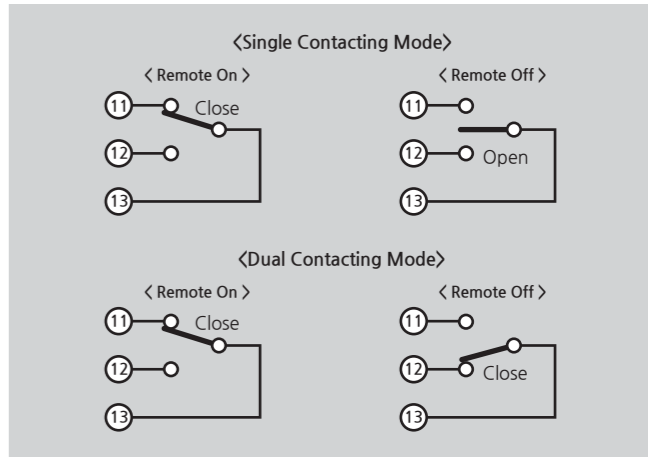 〈Single Contacting Mode〉
〈 Remote On 〉 〈 Remote Off 〉
11 Close 11
12 12 Open
13 13
〈Dual Contacting Mode〉
〈 Remote On 〉 〈 Remote Off 〉
11 Close 11
12 12 Close
13 13